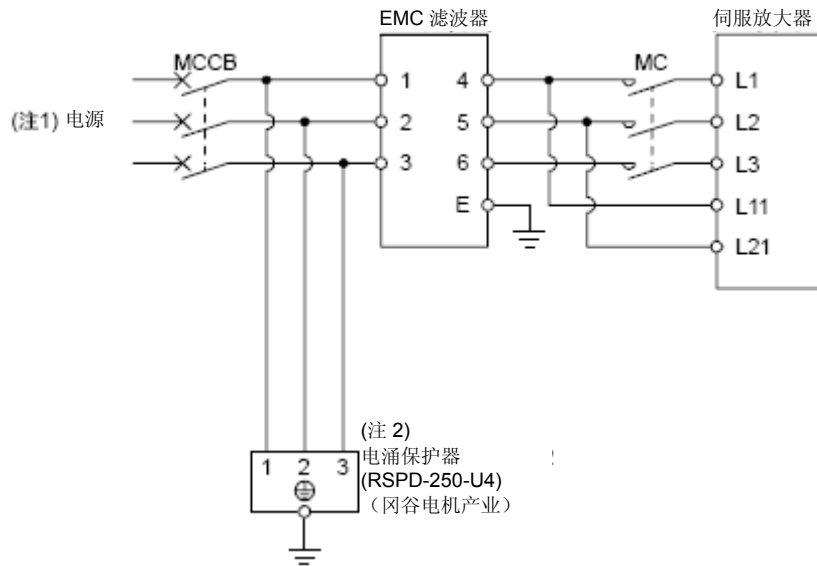 EMC 滤波器
伺服放大器
MCCB
MC
1 4
L1
(注1) 电源
2 5
L2
3 6
L3
E
L11
L21
(注 2)
1 2 3
电涌保护器
(RSPD-250-U4)
（冈谷电机产业）